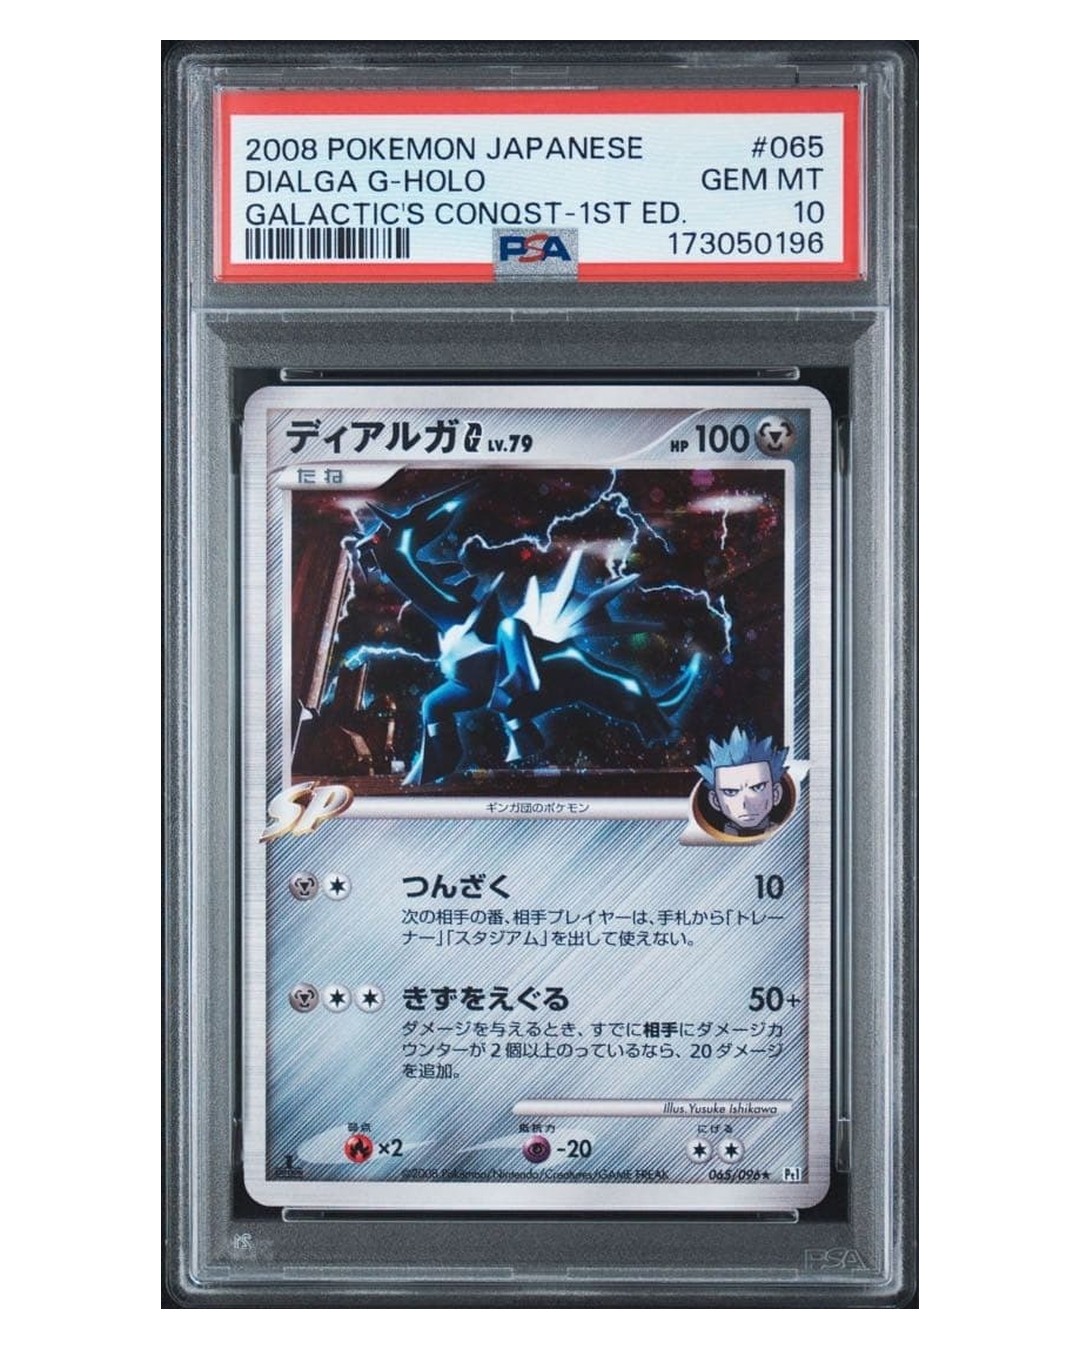 2008 POKEMON JAPANESE #065
DIALGA G-HOLO GEM MT
GALACTIC'S CONQST-1ST ED. 10
PSA 173050196
ディアルガG LV.79 HP 100
たね
SP ギンガ団のポケモン
つんざく 10
次の相手の番、相手プレイヤーは、手札から「トレー
ナー」「スタジアム」を出して使えない。
きずをえぐる 50+
ダメージを与えるとき、すでに相手にダメージカ
ウンターが2個以上のっているなら、20ダメージ
を追加。
Illus. Yusuke Ishikawa
弱点 抵抗力 にげる
×2 -20
©2008 Pokémon/Nintendo/Creatures/GAME FREAK 065/096★ Pt1
PSA